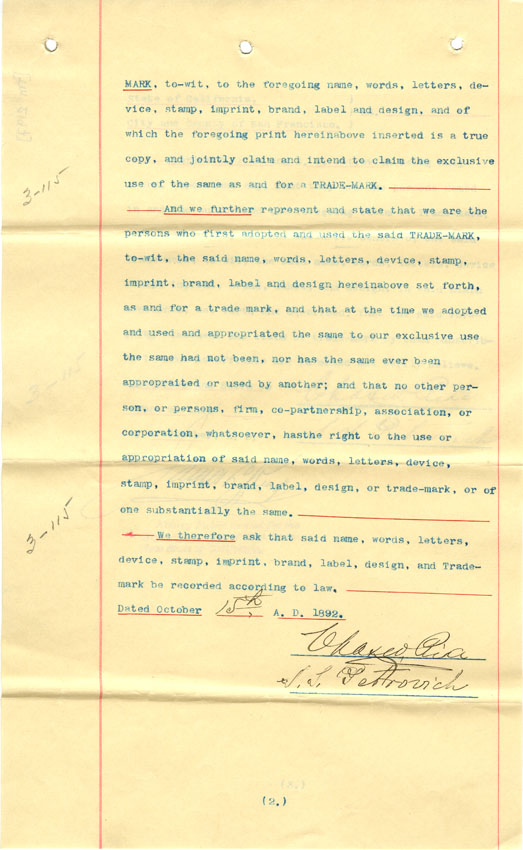 MARK, to-wit, to the foregoing name, words, letters, de-
vice, stamp, imprint, brand, label and design, and of
which the foregoing print hereinabove inserted is a true
copy, and jointly claim and intend to claim the exclusive
use of the same as and for a TRADE-MARK.
And we further represent and state that we are the
persons who first adopted and used the said TRADE-MARK,
to-wit, the said name, words, letters, device, stamp,
imprint, brand, label and design hereinabove set forth,
as and for a trade mark, and that at the time we adopted
and used and appropriated the same to our exclusive use
the same had not been, nor has the same ever been
appropraited or used by another; and that no other per-
son, or persons, firm, co-partnership, association, or
corporation, whatsoever, hasthe right to the use or
appropriation of said name, words, letters, device,
stamp, imprint, brand, label, design, or trade-mark, or of
one substantially the same.
We therefore ask that said name, words, letters,
device, stamp, imprint, brand, label, design, and Trade-
mark be recorded according to law.
Dated October 15th, A. D. 1892.
Petrovich
(2.)
3-115
3-115
3-115